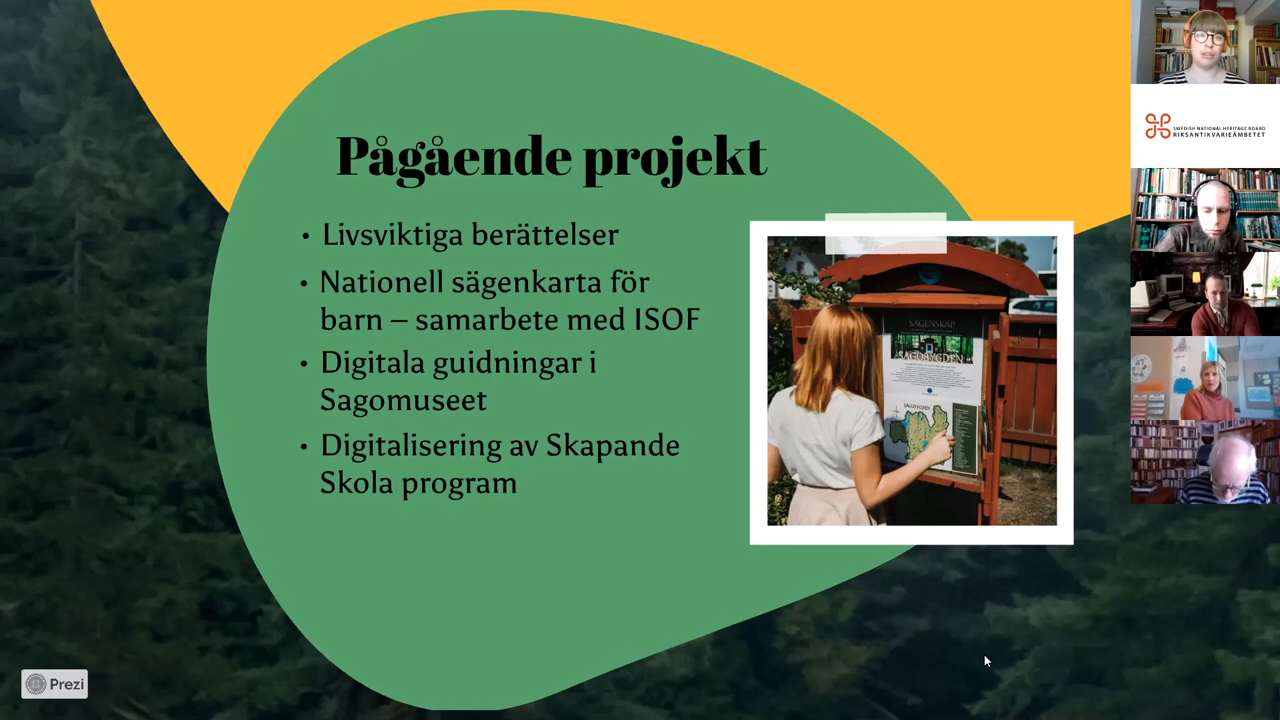 Pågående projekt
• Livsviktiga berättelser
• Nationell sägenkarta för
barn – samarbete med ISOF
• Digitala guidningar i
Sagomuseet
• Digitalisering av Skapande
Skola program
SAGOBYGDEN
SWEDISH NATIONAL HERITAGE BOARD
RIKSANTIKVARIEÄMBETET
Prezi